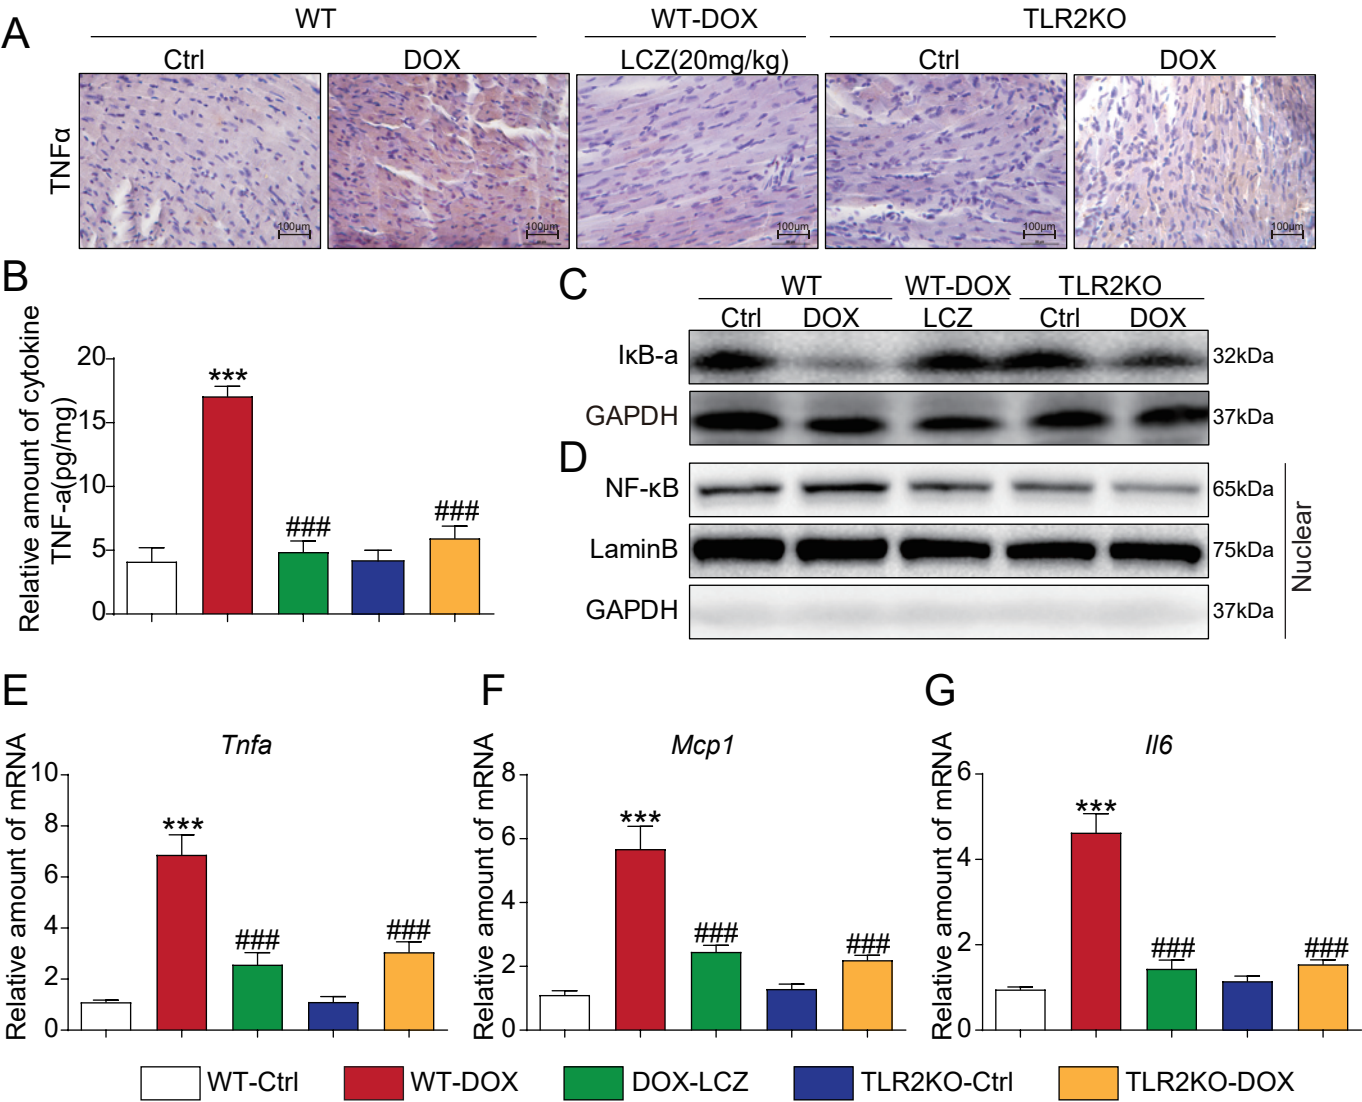 A
WT
WT-DOX
TLR2KO
Ctrl
DOX
LCZ(20mg/kg)
Ctrl
DOX
TNFα
100μm
100μm
100μm
100μm
100μm
B
Relative amount of cytokine
TNF-a(pg/mg)
20
15
10
5
0
***
###
###
C
WT
WT-DOX
TLR2KO
Ctrl
DOX
LCZ
Ctrl
DOX
IκB-a
32kDa
GAPDH
37kDa
D
NF-κB
65kDa
LaminB
75kDa
GAPDH
37kDa
Nuclear
E
Tnfa
Relative amount of mRNA
10
8
6
4
2
0
***
###
###
F
Mcp1
Relative amount of mRNA
8
6
4
2
0
***
###
###
G
Il6
Relative amount of mRNA
6
4
2
0
***
###
###
WT-Ctrl
WT-DOX
DOX-LCZ
TLR2KO-Ctrl
TLR2KO-DOX